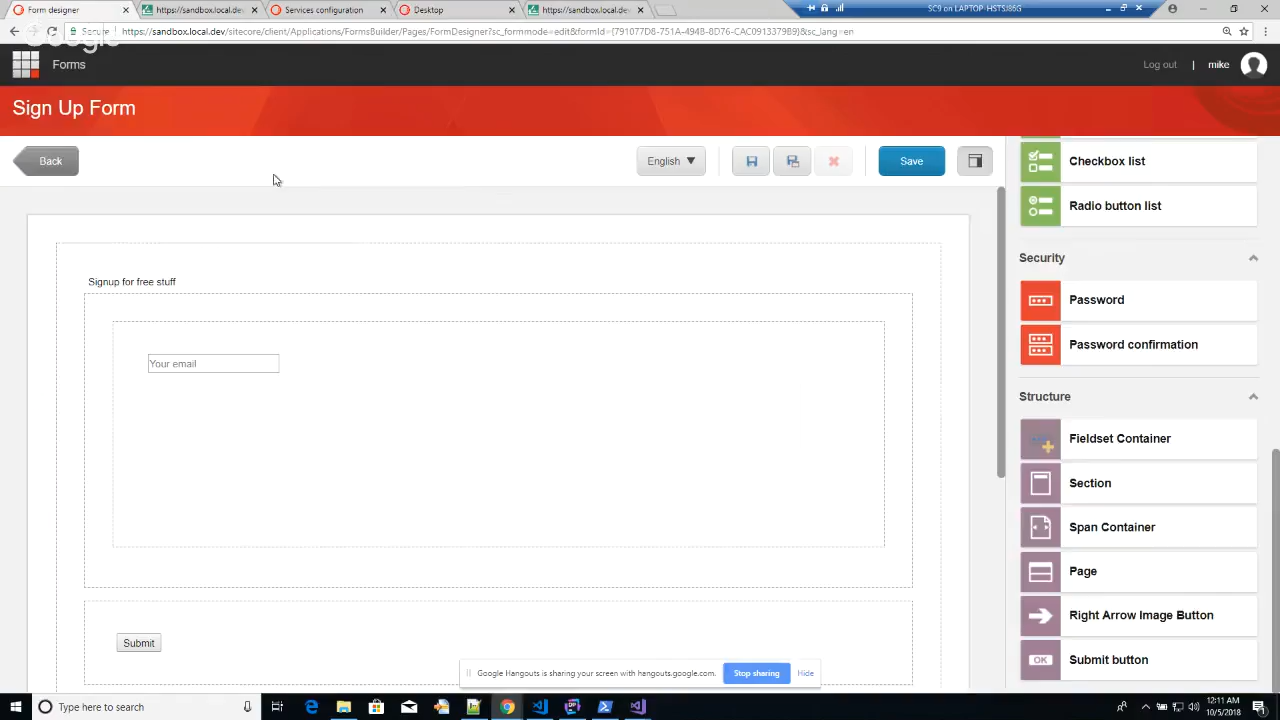 Form designer
https://sandbox.local.dev/
Services configuration
Desktop
https://sandbox.local.dev/
SC9 on LAPTOP-HSTSJ86G
Google
Secure
https://sandbox.local.dev/sitecore/client/Applications/FormsBuilder/Pages/FormDesigner?sc_formmode=edit&formId={791077D8-751A-494B-8D76-CAC0913379B9}&sc_lang=en
Forms
Log out | mike
Sign Up Form
Back
English ▼
Save
Checkbox list
Radio button list
Security
Password
Password confirmation
Structure
Fieldset Container
Section
Span Container
Page
Right Arrow Image Button
OK
Submit button
Signup for free stuff
Your email
Submit
Google Hangouts is sharing your screen with hangouts.google.com.
Stop sharing
Hide
Type here to search
12:11 AM
10/5/2018